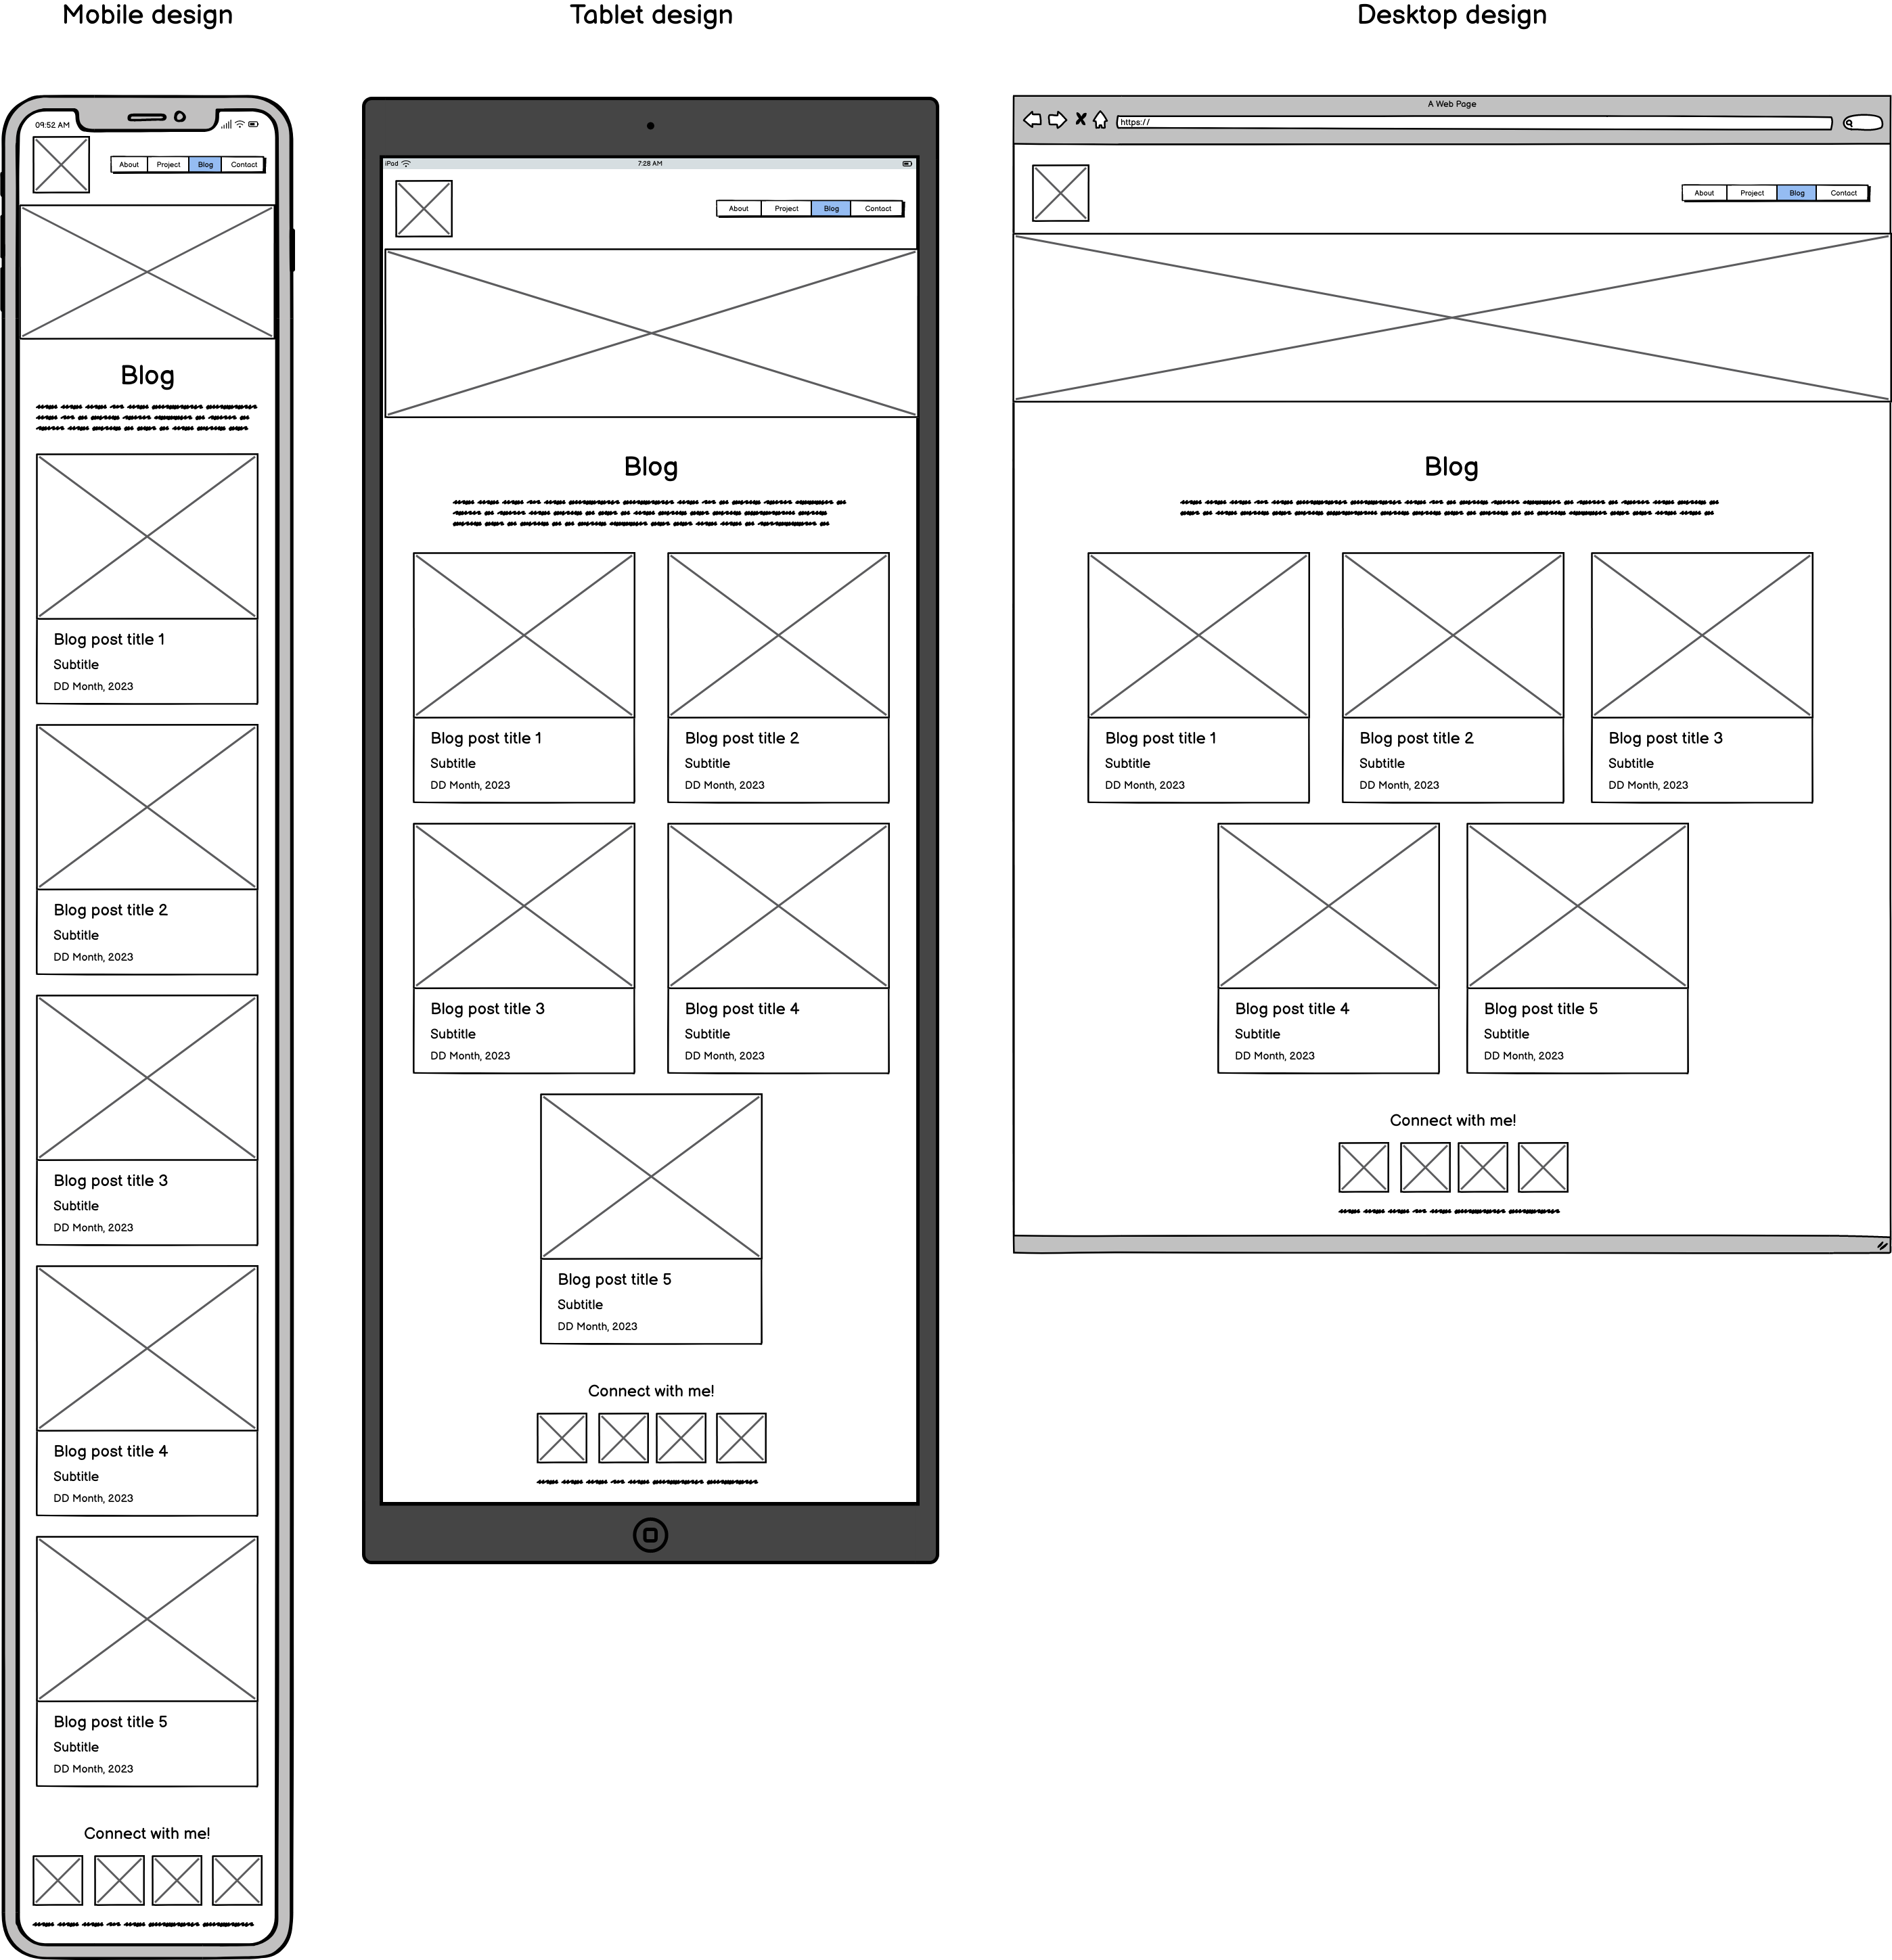 Mobile design
09:52 AM
About Project Blog Contact
Blog
Blog post title 1
Subtitle
DD Month, 2023
Blog post title 2
Subtitle
DD Month, 2023
Blog post title 3
Subtitle
DD Month, 2023
Blog post title 4
Subtitle
DD Month, 2023
Blog post title 5
Subtitle
DD Month, 2023
Connect with me!
Tablet design
iPod
7:28 AM
About Project Blog Contact
Blog
Blog post title 1
Subtitle
DD Month, 2023
Blog post title 2
Subtitle
DD Month, 2023
Blog post title 3
Subtitle
DD Month, 2023
Blog post title 4
Subtitle
DD Month, 2023
Blog post title 5
Subtitle
DD Month, 2023
Connect with me!
Desktop design
A Web Page
https://
About Project Blog Contact
Blog
Blog post title 1
Subtitle
DD Month, 2023
Blog post title 2
Subtitle
DD Month, 2023
Blog post title 3
Subtitle
DD Month, 2023
Blog post title 4
Subtitle
DD Month, 2023
Blog post title 5
Subtitle
DD Month, 2023
Connect with me!